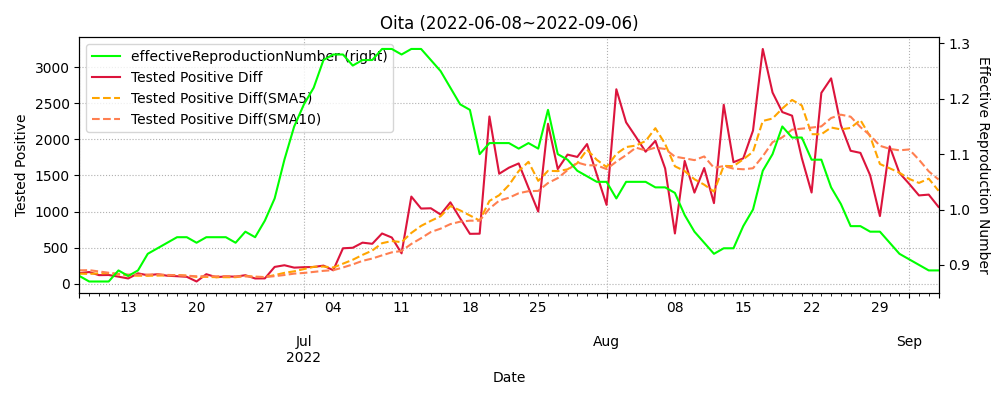 Oita (2022-06-08~2022-09-06)
effectiveReproductionNumber (right)
Tested Positive Diff
Tested Positive Diff(SMA5)
Tested Positive Diff(SMA10)
Tested Positive
3000
2500
2000
1500
1000
500
0
1.3
1.2
1.1
1.0
0.9
Effective Reproduction Number
13 20 27 04 11 18 25 08 15 22 29
Jul Aug Sep
2022
Date